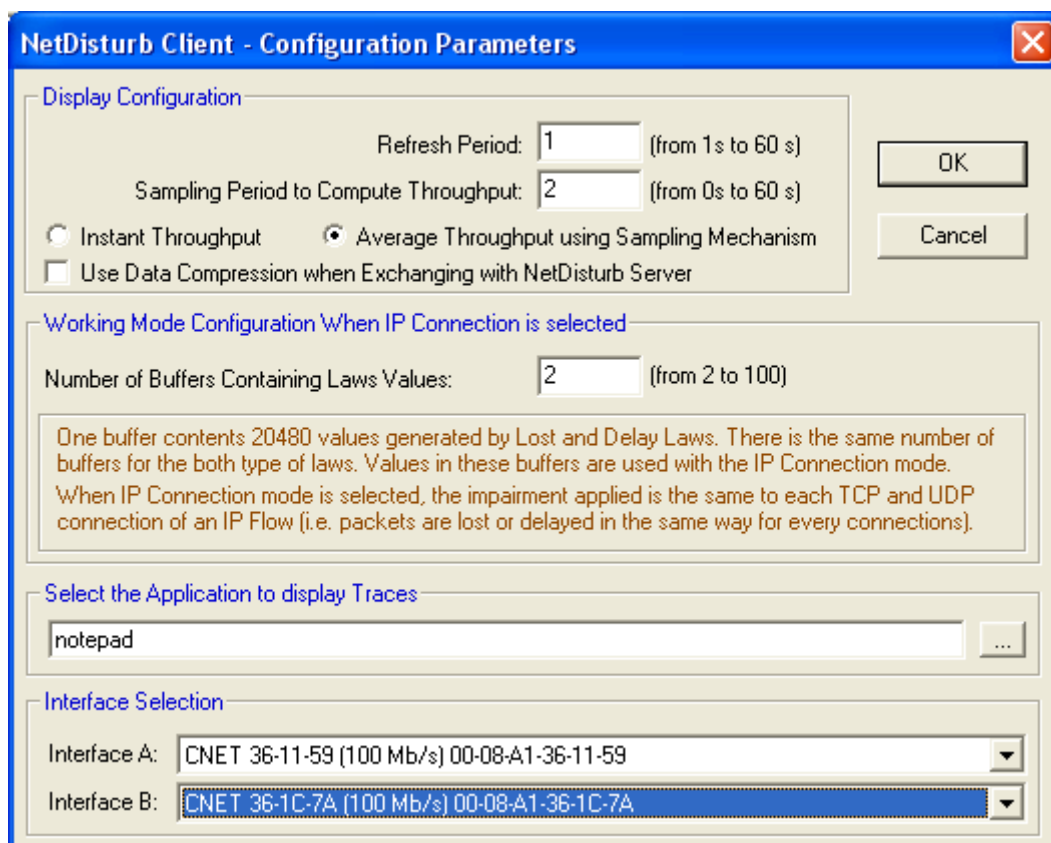 NetDisturb Client - Configuration Parameters
Display Configuration
Refresh Period: 1 (from 1s to 60 s)
OK
Sampling Period to Compute Throughput: 2 (from 0s to 60 s)
Instant Throughput Average Throughput using Sampling Mechanism
Cancel
Use Data Compression when Exchanging with NetDisturb Server
Working Mode Configuration When IP Connection is selected
Number of Buffers Containing Laws Values: 2 (from 2 to 100)
One buffer contents 20480 values generated by Lost and Delay Laws. There is the same number of
buffers for the both type of laws. Values in these buffers are used with the IP Connection mode.
When IP Connection mode is selected, the impairment applied is the same to each TCP and UDP
connection of an IP Flow (i.e. packets are lost or delayed in the same way for every connections).
Select the Application to display Traces
notepad ...
Interface Selection
Interface A: CNET 36-11-59 (100 Mb/s) 00-08-A1-36-11-59
Interface B: CNET 36-1C-7A (100 Mb/s) 00-08-A1-36-1C-7A